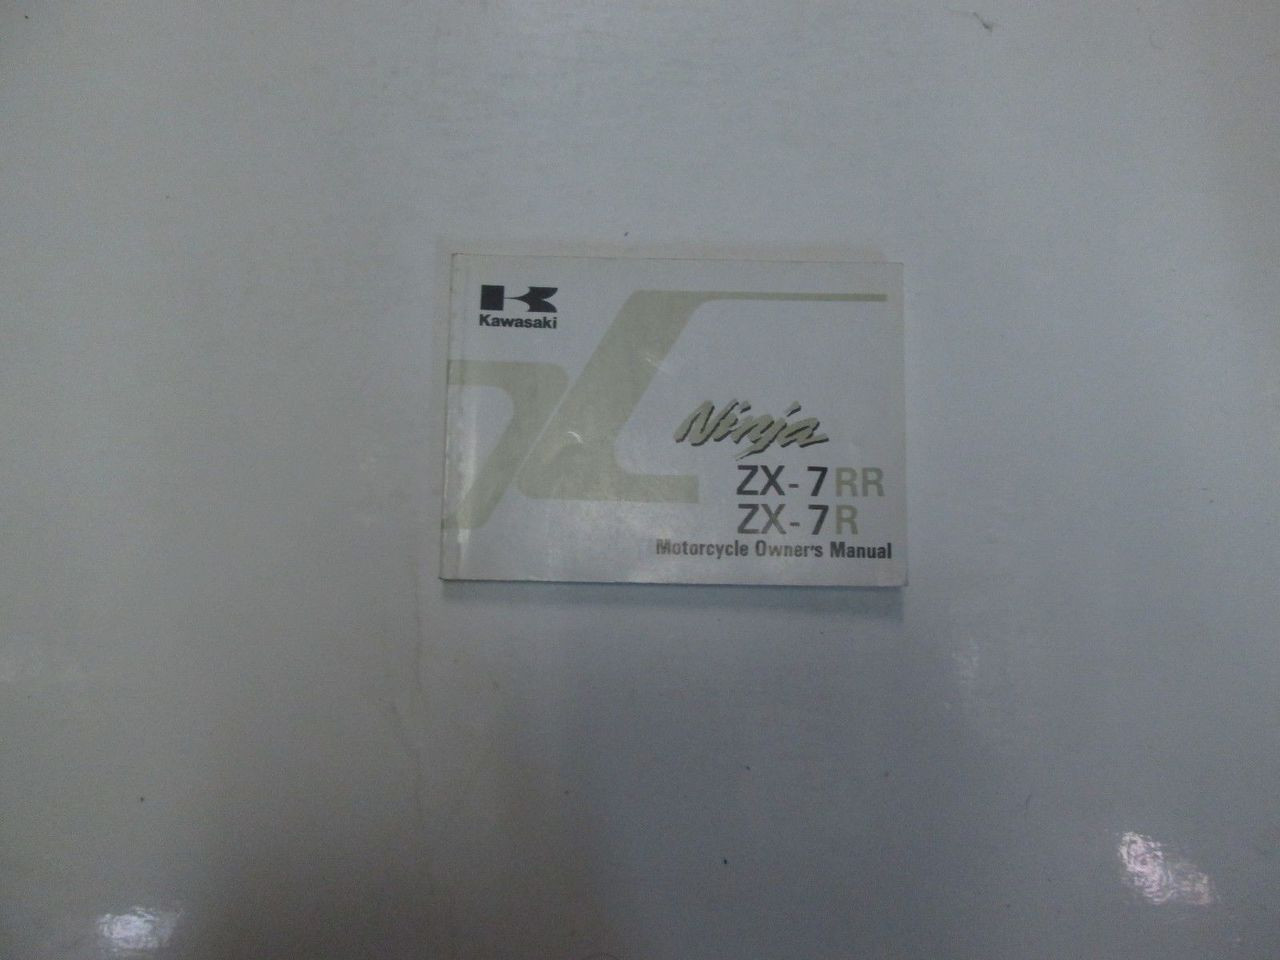 Kawasaki
Ninja
ZX-7RR
ZX-7R
Motorcycle Owner's Manual